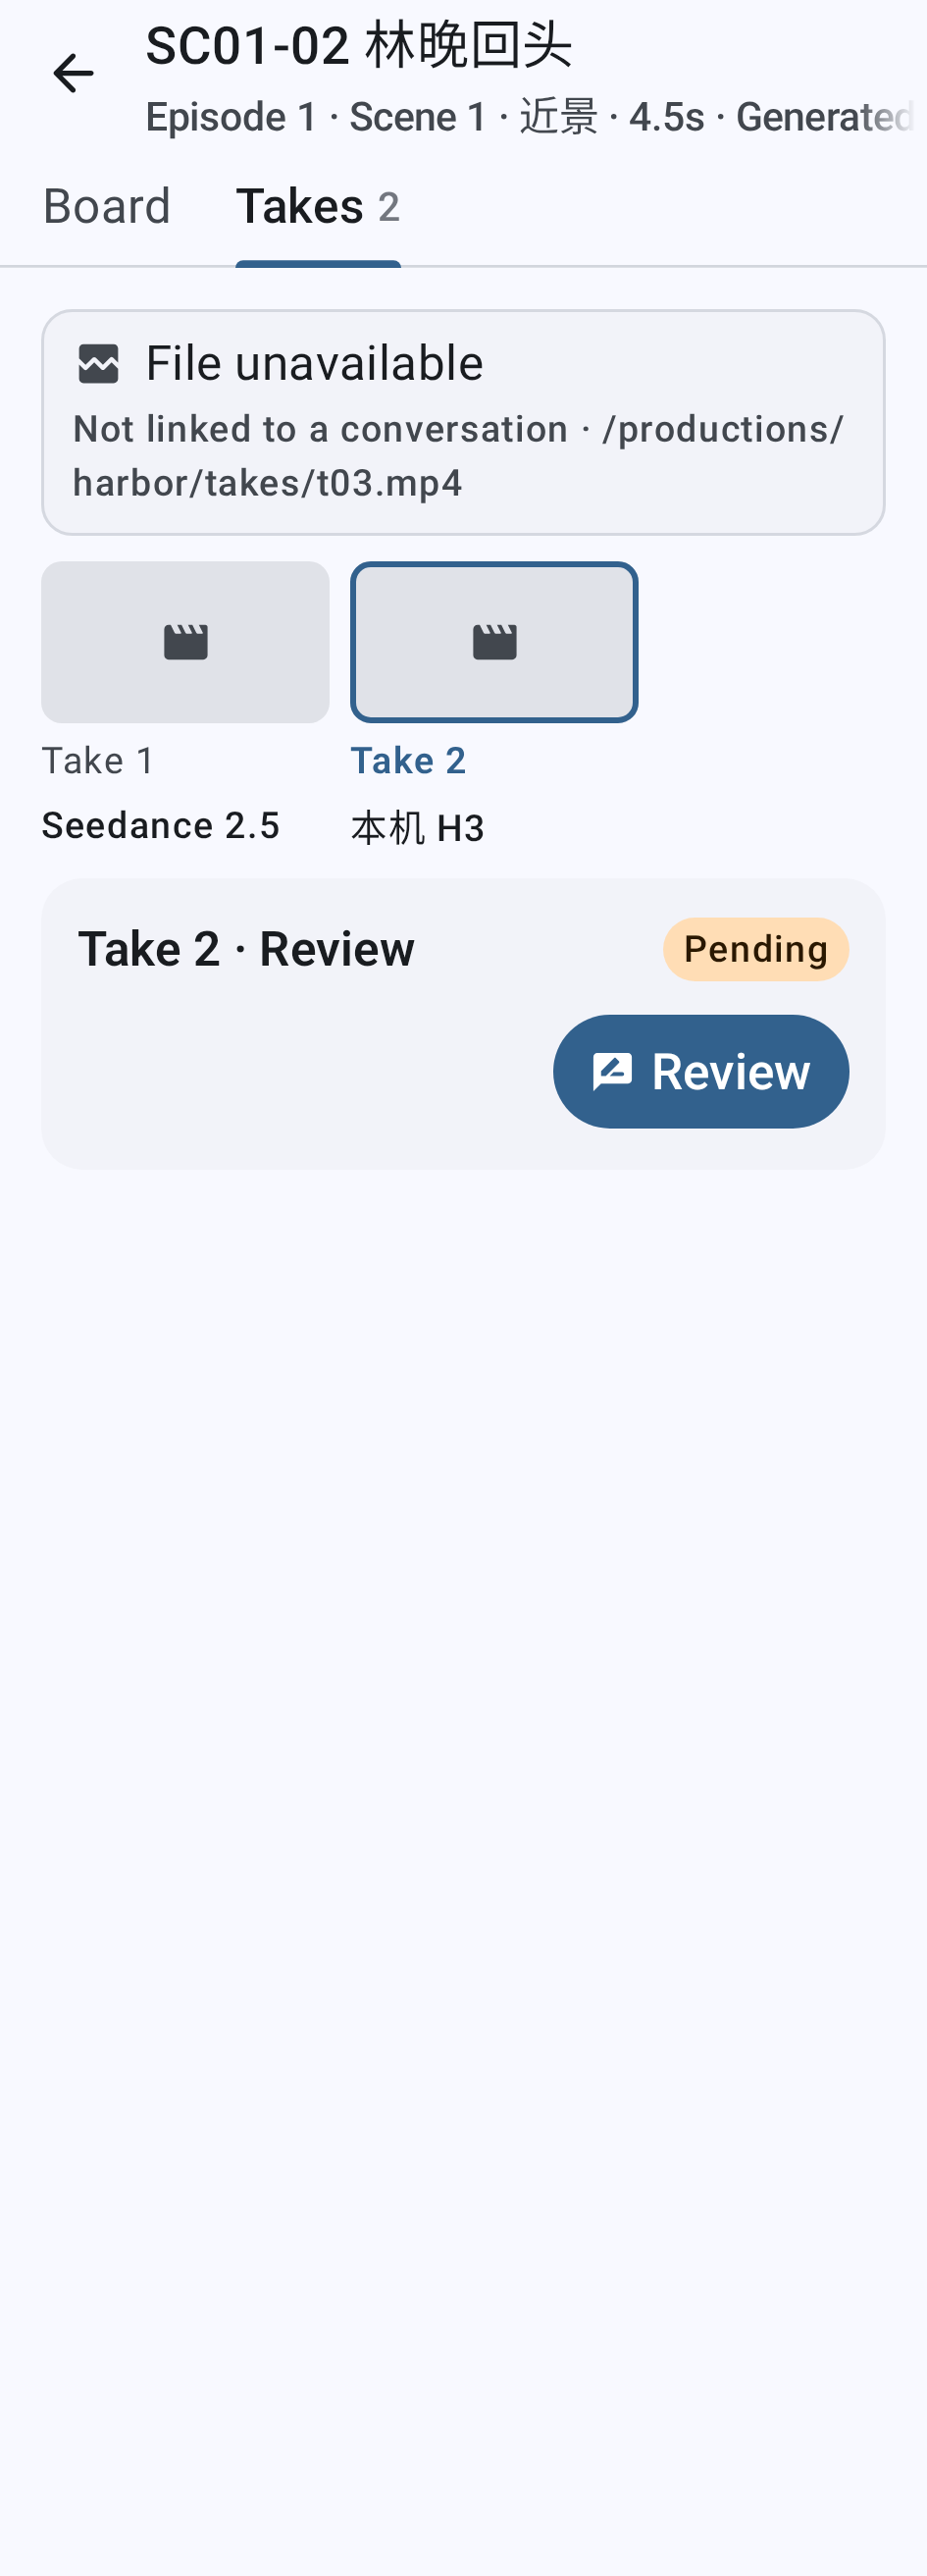 SC01-02 林晚回头
Episode 1 · Scene 1 · 近景 · 4.5s · Generated
Board
Takes 2
File unavailable
Not linked to a conversation · /productions/
harbor/takes/t03.mp4
Take 1
Take 2
Seedance 2.5
本机 H3
Take 2 · Review
Pending
Review